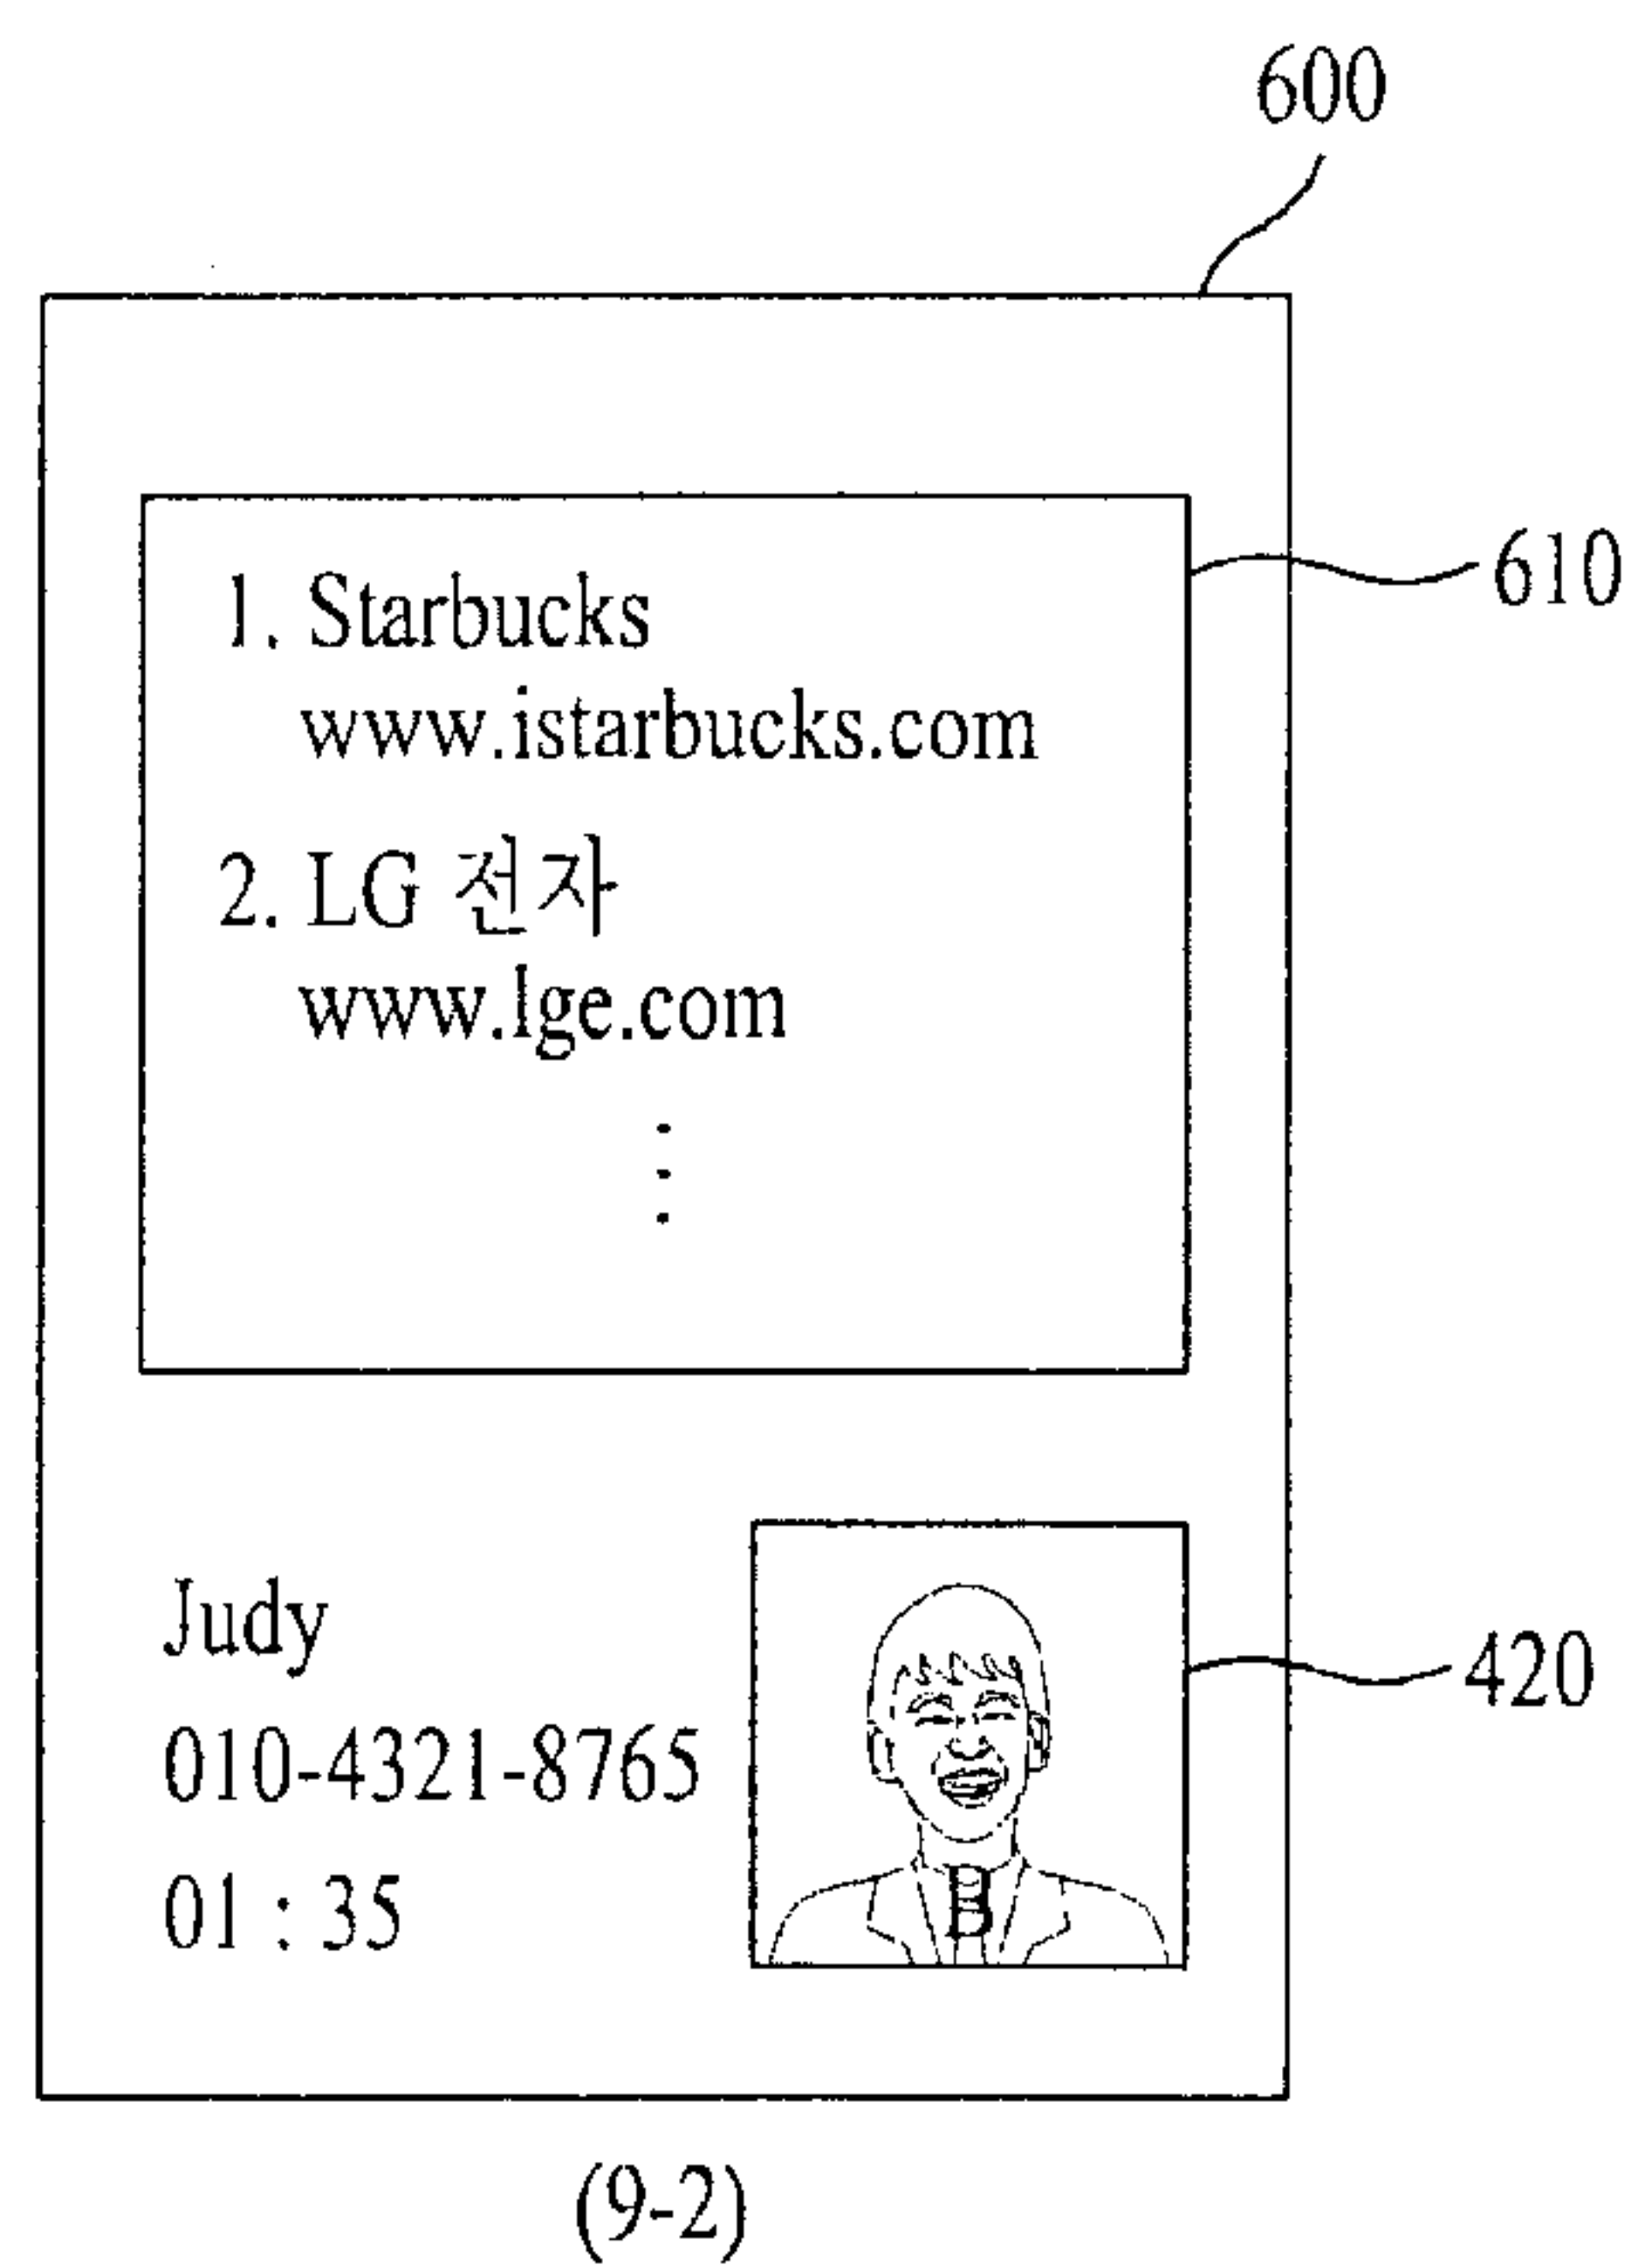 600
610
1. Starbucks
www.istarbucks.com
2. LG 전자
www.lge.com
Judy
010-4321-8765
01 : 35
B
420
(9-2)